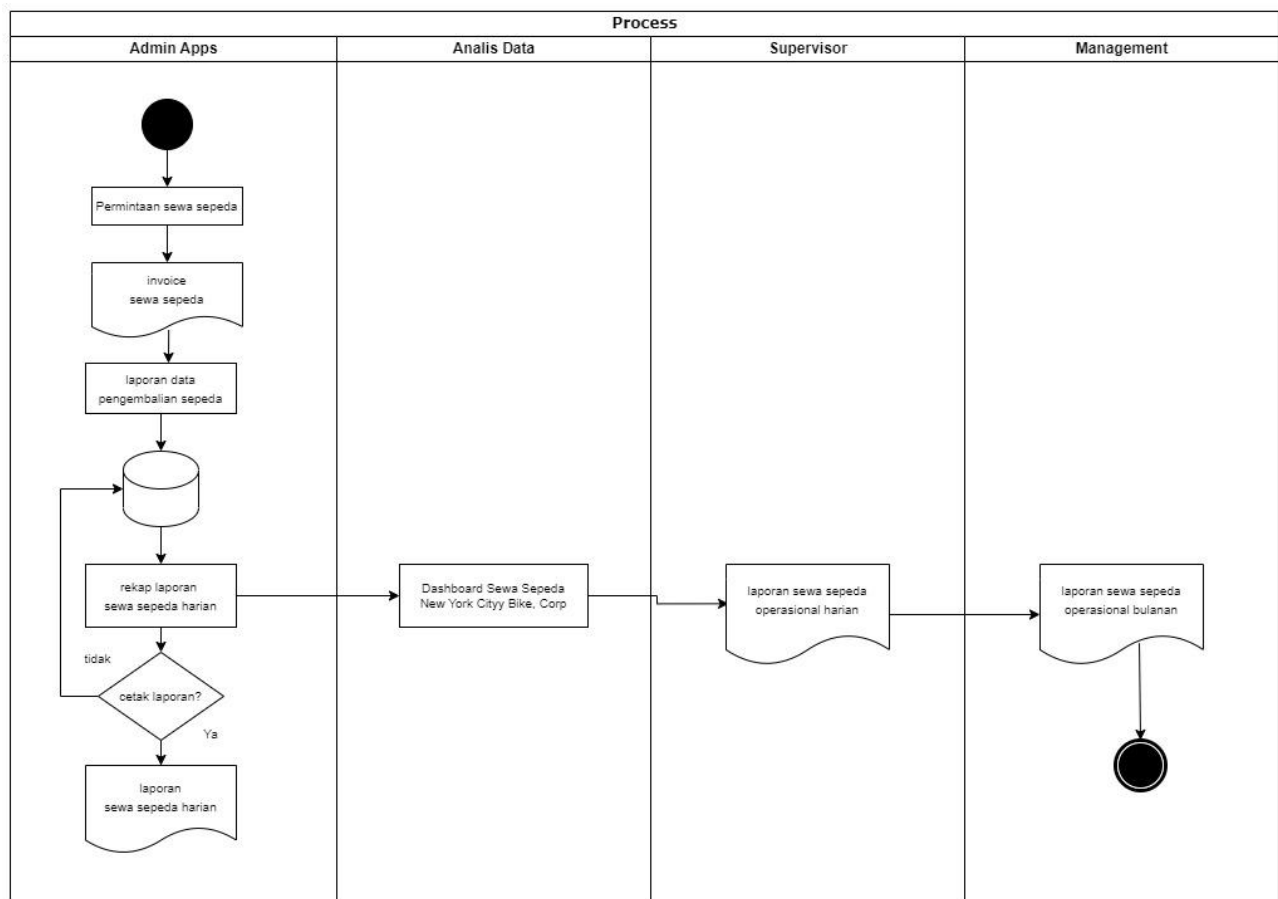 Process
Admin Apps
Analis Data
Supervisor
Management
Permintaan sewa sepeda
invoice
sewa sepeda
laporan data
pengembalian sepeda
rekap laporan
sewa sepeda harian
Dashboard Sewa Sepeda
New York Cityy Bike, Corp
laporan sewa sepeda
operasional harian
laporan sewa sepeda
operasional bulanan
tidak
cetak laporan?
Ya
laporan
sewa sepeda harian